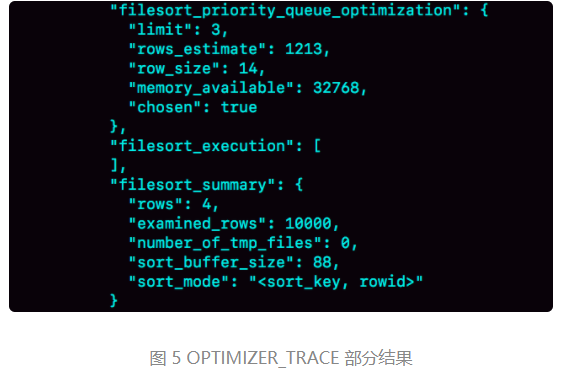 "filesort_priority_queue_optimization": {
"limit": 3,
"rows_estimate": 1213,
"row_size": 14,
"memory_available": 32768,
"chosen": true
},
"filesort_execution": [
],
"filesort_summary": {
"rows": 4,
"examined_rows": 10000,
"number_of_tmp_files": 0,
"sort_buffer_size": 88,
"sort_mode": "<sort_key, rowid>"
}
图 5 OPTIMIZER_TRACE 部分结果